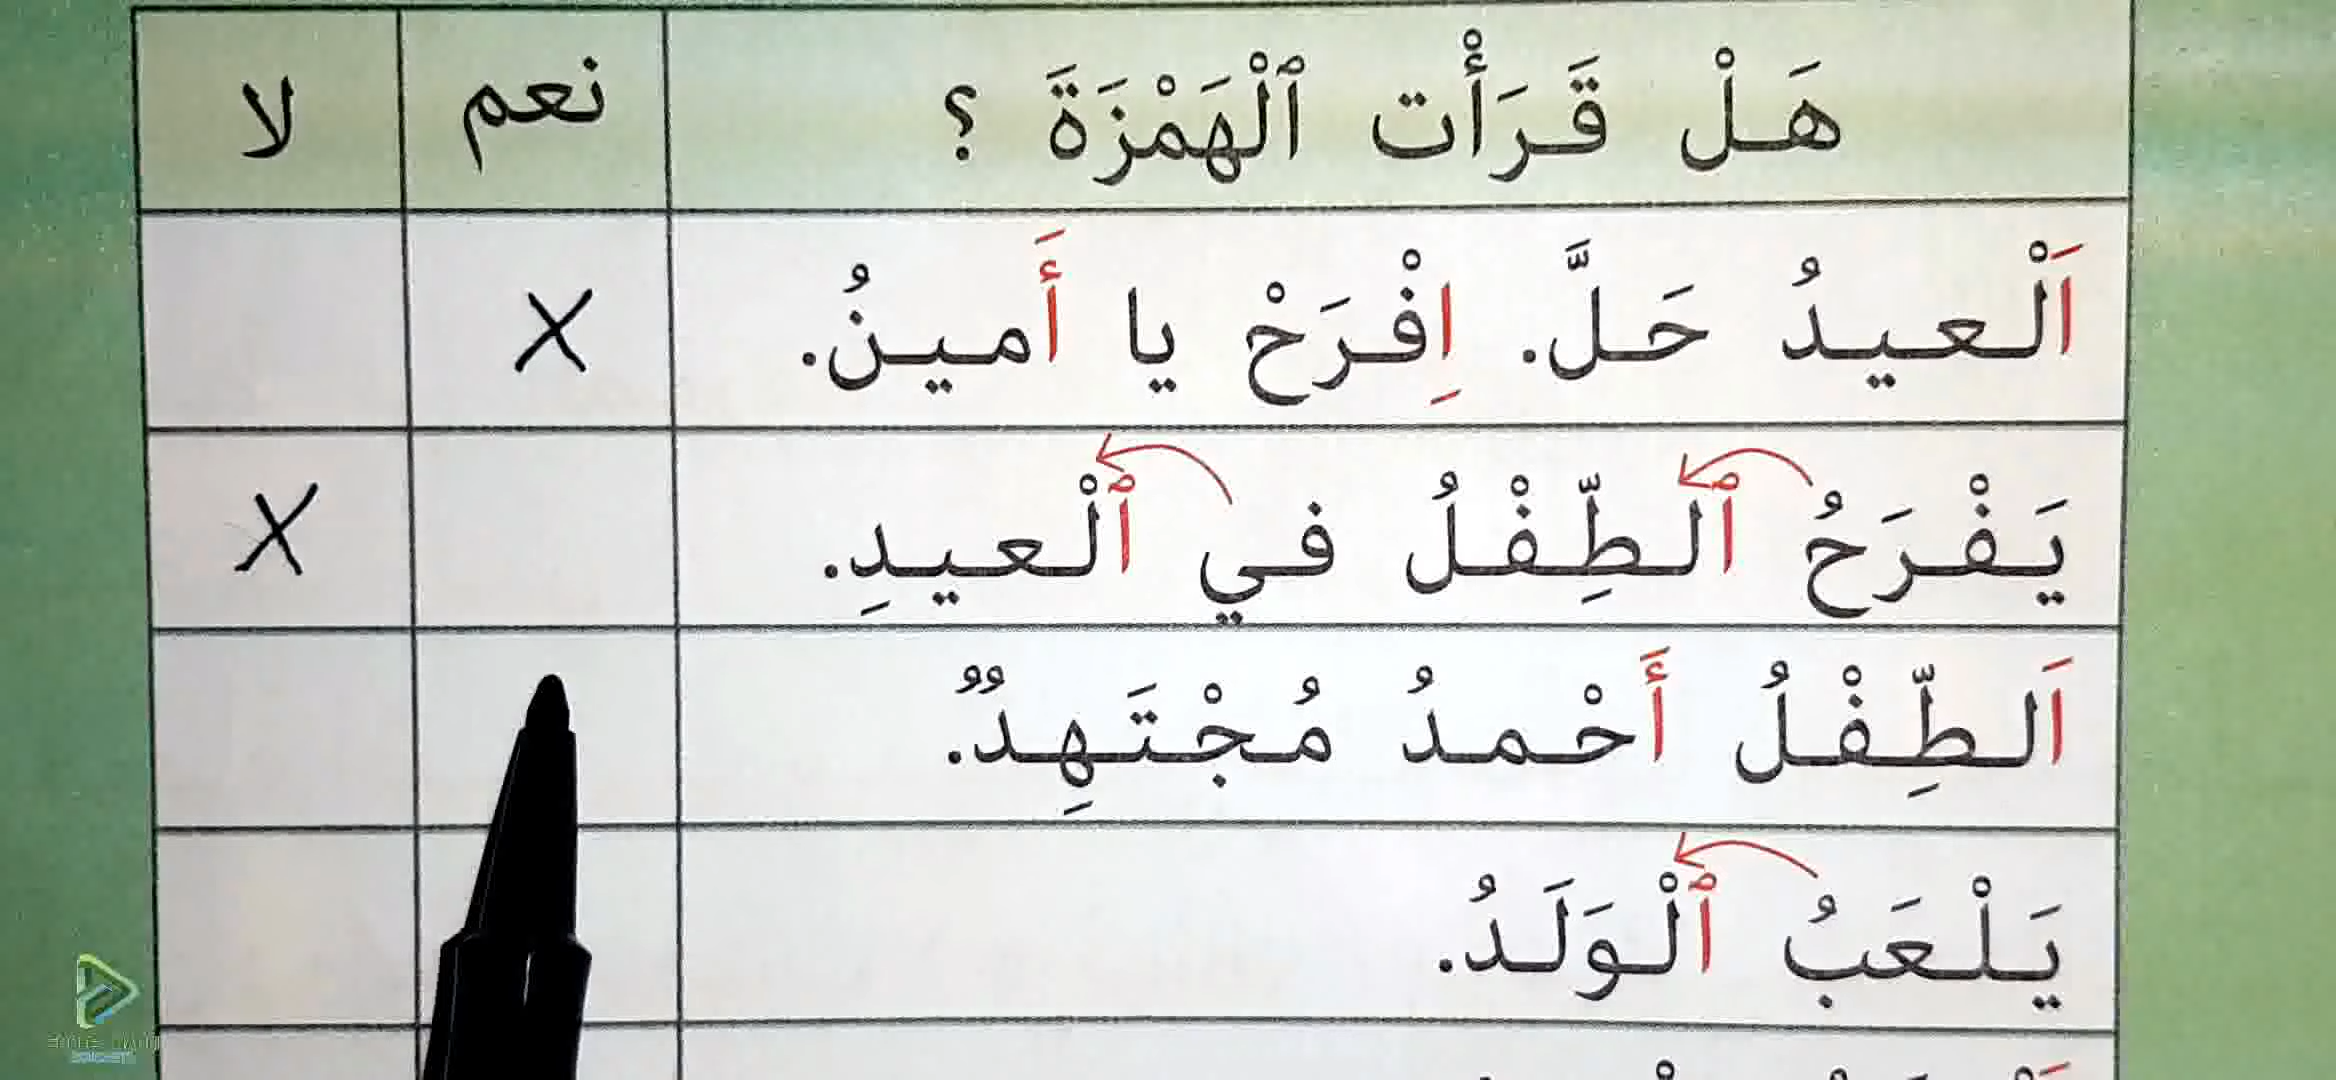 هَلْ قَرَأْت ٱلْهَمْزَةَ ؟ نعم لا
اَلْعيدُ حَلَّ. اِفْرَحْ يا أَمينُ. X
يَفْرَحُ ٱلطِّفْلُ في ٱلْعيدِ. X
اَلطِّفْلُ أَحْمدُ مُجْتَهِدٌ.
يَلْعَبُ ٱلْوَلَدُ.